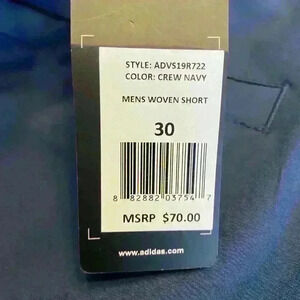 STYLE: ADVS19R722
COLOR: CREW NAVY
MENS WOVEN SHORT
30
8 82882 03754 7
MSRP $70.00
www.adidas.com